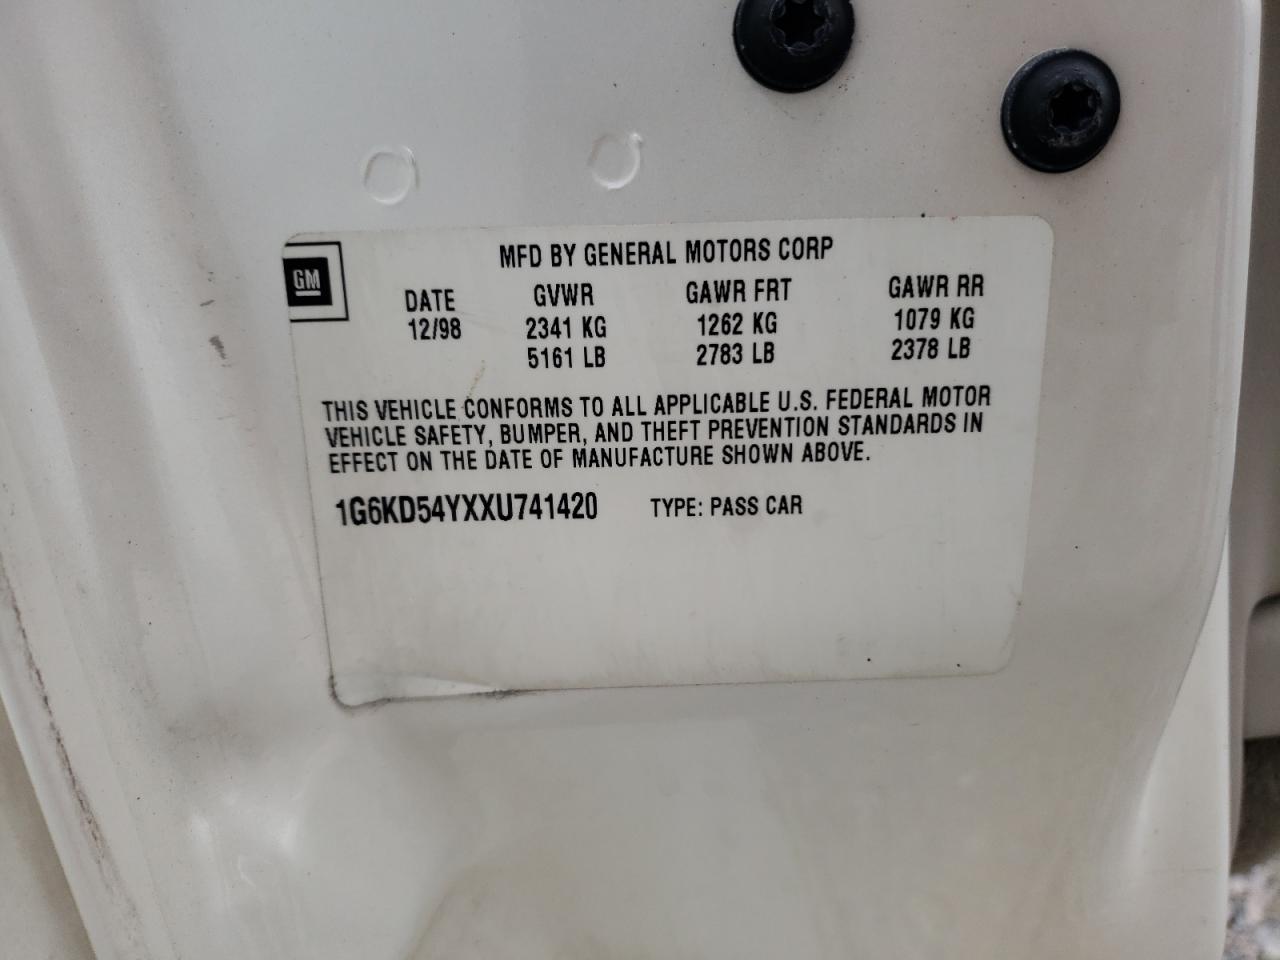 MFD BY GENERAL MOTORS CORP
GM
DATE GVWR GAWR FRT GAWR RR
12/98 2341 KG 1262 KG 1079 KG
5161 LB 2783 LB 2378 LB
THIS VEHICLE CONFORMS TO ALL APPLICABLE U.S. FEDERAL MOTOR
VEHICLE SAFETY, BUMPER, AND THEFT PREVENTION STANDARDS IN
EFFECT ON THE DATE OF MANUFACTURE SHOWN ABOVE.
1G6KD54YXXU741420 TYPE: PASS CAR